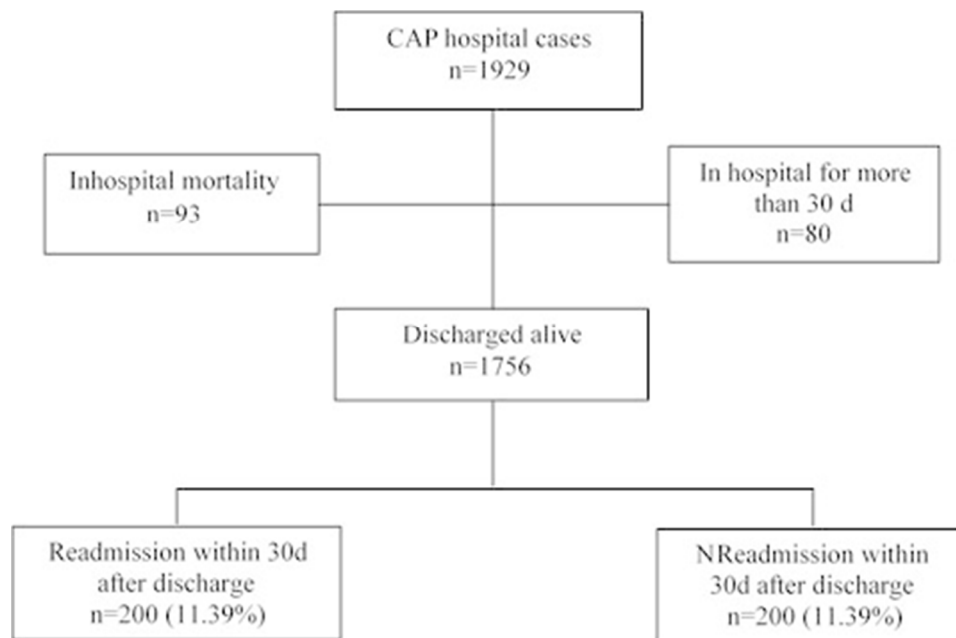 CAP hospital cases
n=1929
Inhospital mortality
n=93
In hospital for more
than 30 d
n=80
Discharged alive
n=1756
Readmission within 30d
after discharge
n=200 (11.39%)
NReadmission within
30d after discharge
n=200 (11.39%)